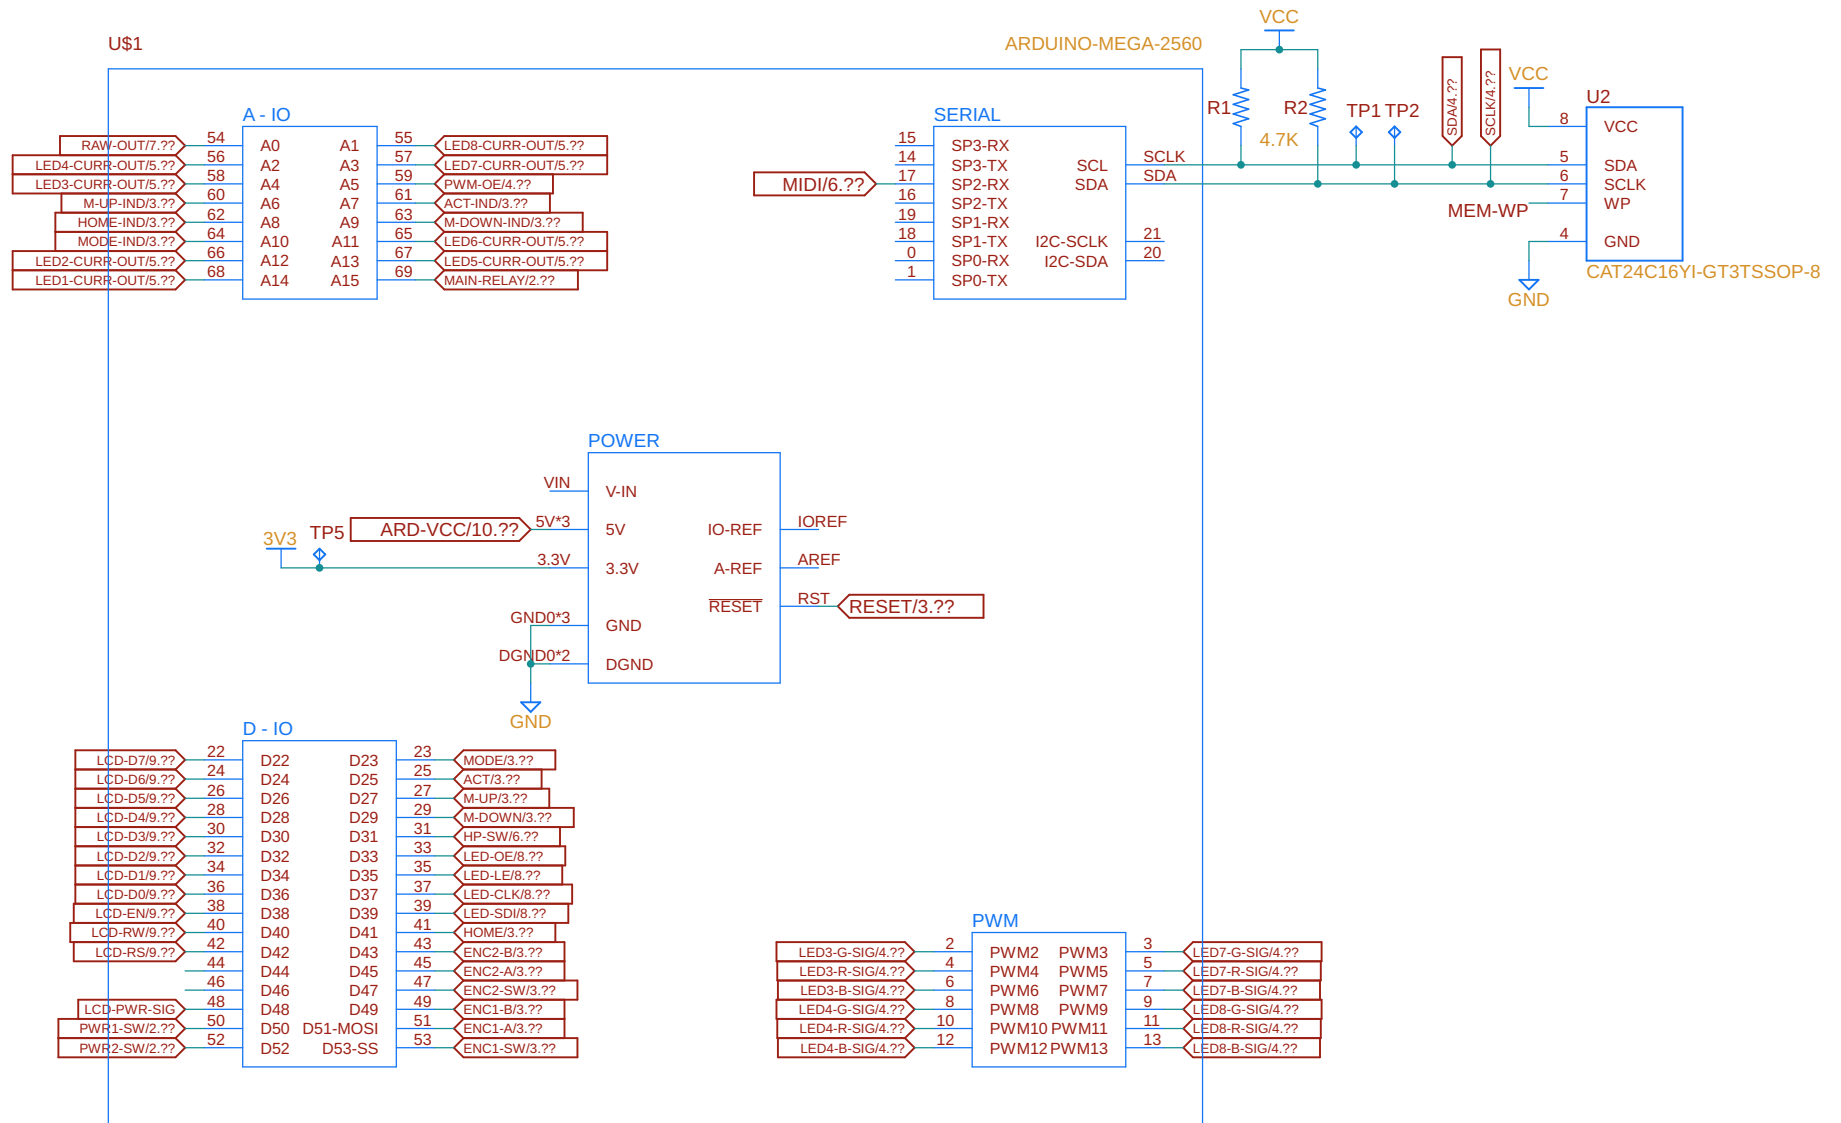 VCC
U$1
ARDUINO-MEGA-2560
SDA/4.??
SCLK/4.??
VCC
U2
R1
R2
TP1 TP2
4.7K
A - IO
RAW-OUT/7.?? 54 A0 A1 55 LED8-CURR-OUT/5.??
LED4-CURR-OUT/5.?? 56 A2 A3 57 LED7-CURR-OUT/5.??
LED3-CURR-OUT/5.?? 58 A4 A5 59 PWM-OE/4.??
M-UP-IND/3.?? 60 A6 A7 61 ACT-IND/3.??
HOME-IND/3.?? 62 A8 A9 63 M-DOWN-IND/3.??
MODE-IND/3.?? 64 A10 A11 65 LED6-CURR-OUT/5.??
LED2-CURR-OUT/5.?? 66 A12 A13 67 LED5-CURR-OUT/5.??
LED1-CURR-OUT/5.?? 68 A14 A15 69 MAIN-RELAY/2.??
SERIAL
15 SP3-RX
14 SP3-TX SCL SCLK
MIDI/6.?? 17 SP2-RX SDA SDA
16 SP2-TX
19 SP1-RX
18 SP1-TX I2C-SCLK 21
0 SP0-RX I2C-SDA 20
1 SP0-TX
8 VCC
5 SDA
6 SCLK
MEM-WP 7 WP
4 GND
CAT24C16YI-GT3TSSOP-8
GND
POWER
VIN V-IN
ARD-VCC/10.?? 5V*3 5V IO-REF IOREF
3V3 TP5 3.3V 3.3V A-REF AREF
RESET RST RESET/3.??
GND0*3 GND
DGND0*2 DGND
GND
D - IO
LCD-D7/9.?? 22 D22 D23 23 MODE/3.??
LCD-D6/9.?? 24 D24 D25 25 ACT/3.??
LCD-D5/9.?? 26 D26 D27 27 M-UP/3.??
LCD-D4/9.?? 28 D28 D29 29 M-DOWN/3.??
LCD-D3/9.?? 30 D30 D31 31 HP-SW/6.??
LCD-D2/9.?? 32 D32 D33 33 LED-OE/8.??
LCD-D1/9.?? 34 D34 D35 35 LED-LE/8.??
LCD-D0/9.?? 36 D36 D37 37 LED-CLK/8.??
LCD-EN/9.?? 38 D38 D39 39 LED-SDI/8.??
LCD-RW/9.?? 40 D40 D41 41 HOME/3.??
LCD-RS/9.?? 42 D42 D43 43 ENC2-B/3.??
44 D44 D45 45 ENC2-A/3.??
46 D46 D47 47 ENC2-SW/3.??
LCD-PWR-SIG 48 D48 D49 49 ENC1-B/3.??
PWR1-SW/2.?? 50 D50 D51-MOSI 51 ENC1-A/3.??
PWR2-SW/2.?? 52 D52 D53-SS 53 ENC1-SW/3.??
PWM
LED3-G-SIG/4.?? 2 PWM2 PWM3 3 LED7-G-SIG/4.??
LED3-R-SIG/4.?? 4 PWM4 PWM5 5 LED7-R-SIG/4.??
LED3-B-SIG/4.?? 6 PWM6 PWM7 7 LED7-B-SIG/4.??
LED4-G-SIG/4.?? 8 PWM8 PWM9 9 LED8-G-SIG/4.??
LED4-R-SIG/4.?? 10 PWM10 PWM11 11 LED8-R-SIG/4.??
LED4-B-SIG/4.?? 12 PWM12 PWM13 13 LED8-B-SIG/4.??